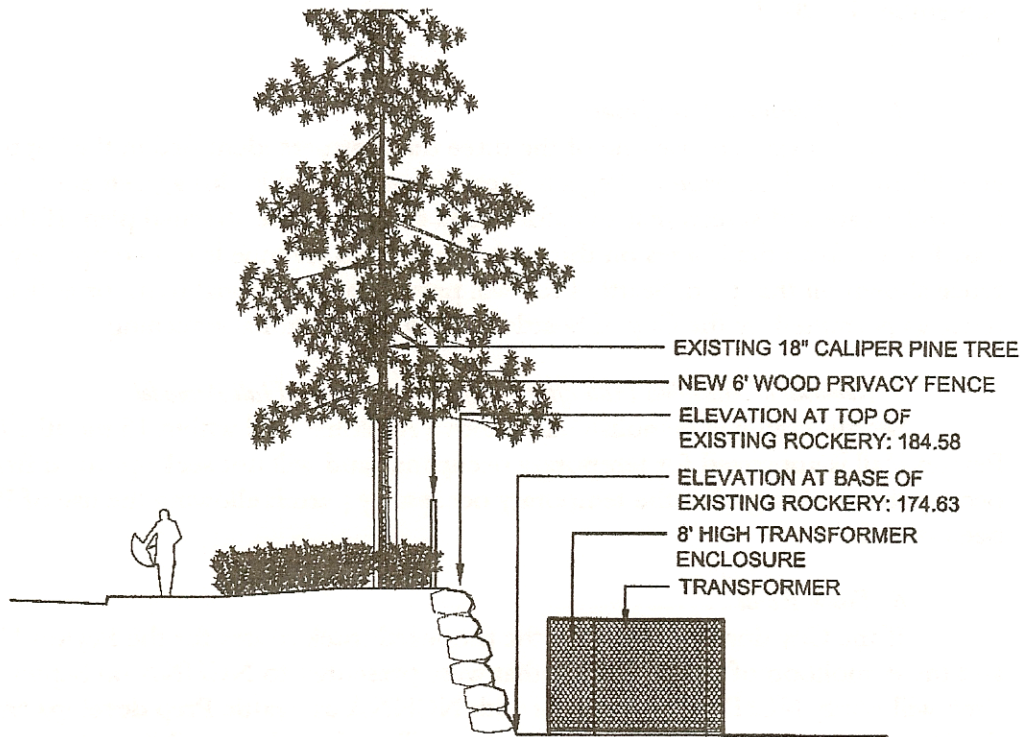 EXISTING 18" CALIPER PINE TREE
NEW 6' WOOD PRIVACY FENCE
ELEVATION AT TOP OF
EXISTING ROCKERY: 184.58
ELEVATION AT BASE OF
EXISTING ROCKERY: 174.63
8' HIGH TRANSFORMER
ENCLOSURE
TRANSFORMER